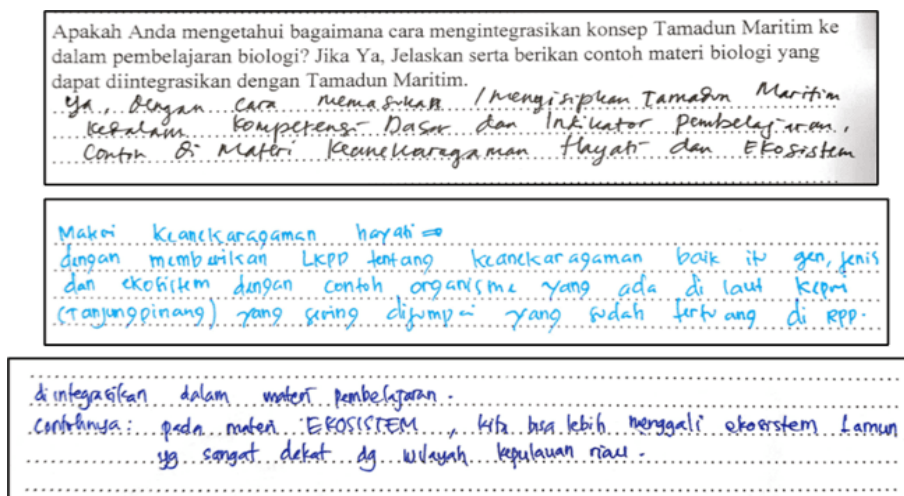 Apakah Anda mengetahui bagaimana cara mengintegrasikan konsep Tamadun Maritim ke
dalam pembelajaran biologi? Jika Ya, Jelaskan serta berikan contoh materi biologi yang
dapat diintegrasikan dengan Tamadun Maritim.
Ya, Dengan cara memasukan / mengisipkan Tamadun Maritim
kedalam Kompetensi Dasar dan Indikator pembelajaran,
Contoh di Materi Keanekaragaman Hayati dan EKosistem
Materi Keanekaragaman hayati =
dengan memberikan LKPD tentang keanekaragaman baik itu gen, jenis
dan ekosistem dengan contoh organisme yang ada di laut Kepri
(Tanjungpinang) yang sering dijumpai yang sudah tertuang di RPP.
diintegrasikan dalam materi pembelajaran.
Contohnya: pada materi EKOSISTEM, kita bisa lebih menggali ekosistem Lamun
yg sangat dekat dg wilayah kepulauan riau.